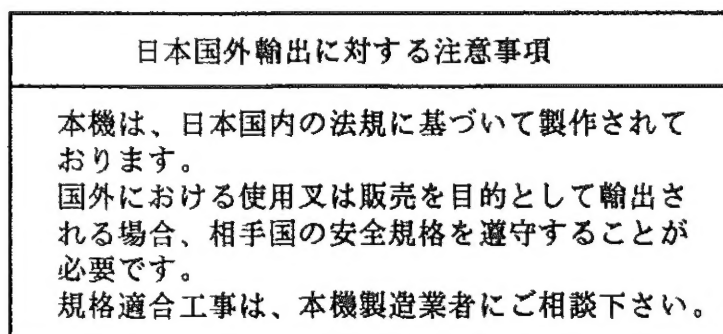 日本国外輸出に対する注意事項
本機は、日本国内の法規に基づいて製作されて
おります。
国外における使用叉は販売を目的として輸出さ
れる場合、相手国の安全規格を遵守することが
必要です。
規格適合工事は、本機製造業者にご相談下さい。